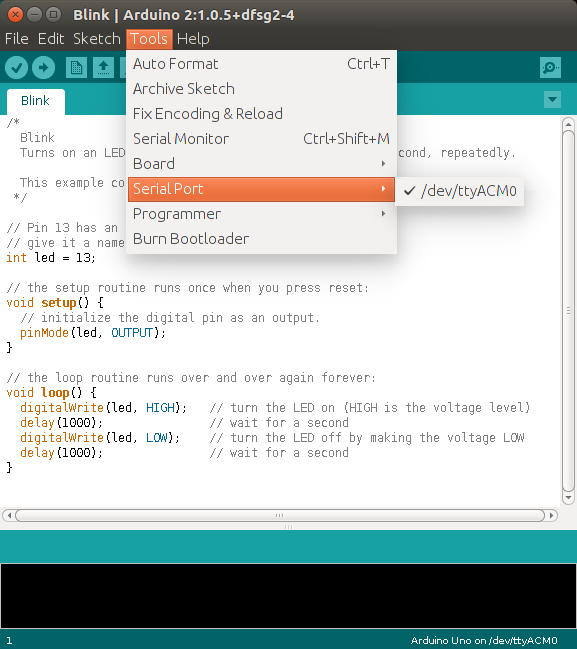 Blink | Arduino 2:1.0.5+dfsg2-4
File Edit Sketch Tools Help
Auto Format Ctrl+T
Archive Sketch
Fix Encoding & Reload
Serial Monitor Ctrl+Shift+M
Board
Serial Port
Programmer
Burn Bootloader
/dev/ttyACM0
Blink
/*
Blink
Turns on an LED cond, repeatedly.
This example co
*/
// Pin 13 has an
// give it a name
int led = 13;
// the setup routine runs once when you press reset:
void setup() {
// initialize the digital pin as an output.
pinMode(led, OUTPUT);
}
// the loop routine runs over and over again forever:
void loop() {
digitalWrite(led, HIGH); // turn the LED on (HIGH is the voltage level)
delay(1000); // wait for a second
digitalWrite(led, LOW); // turn the LED off by making the voltage LOW
delay(1000); // wait for a second
}
1 Arduino Uno on /dev/ttyACM0